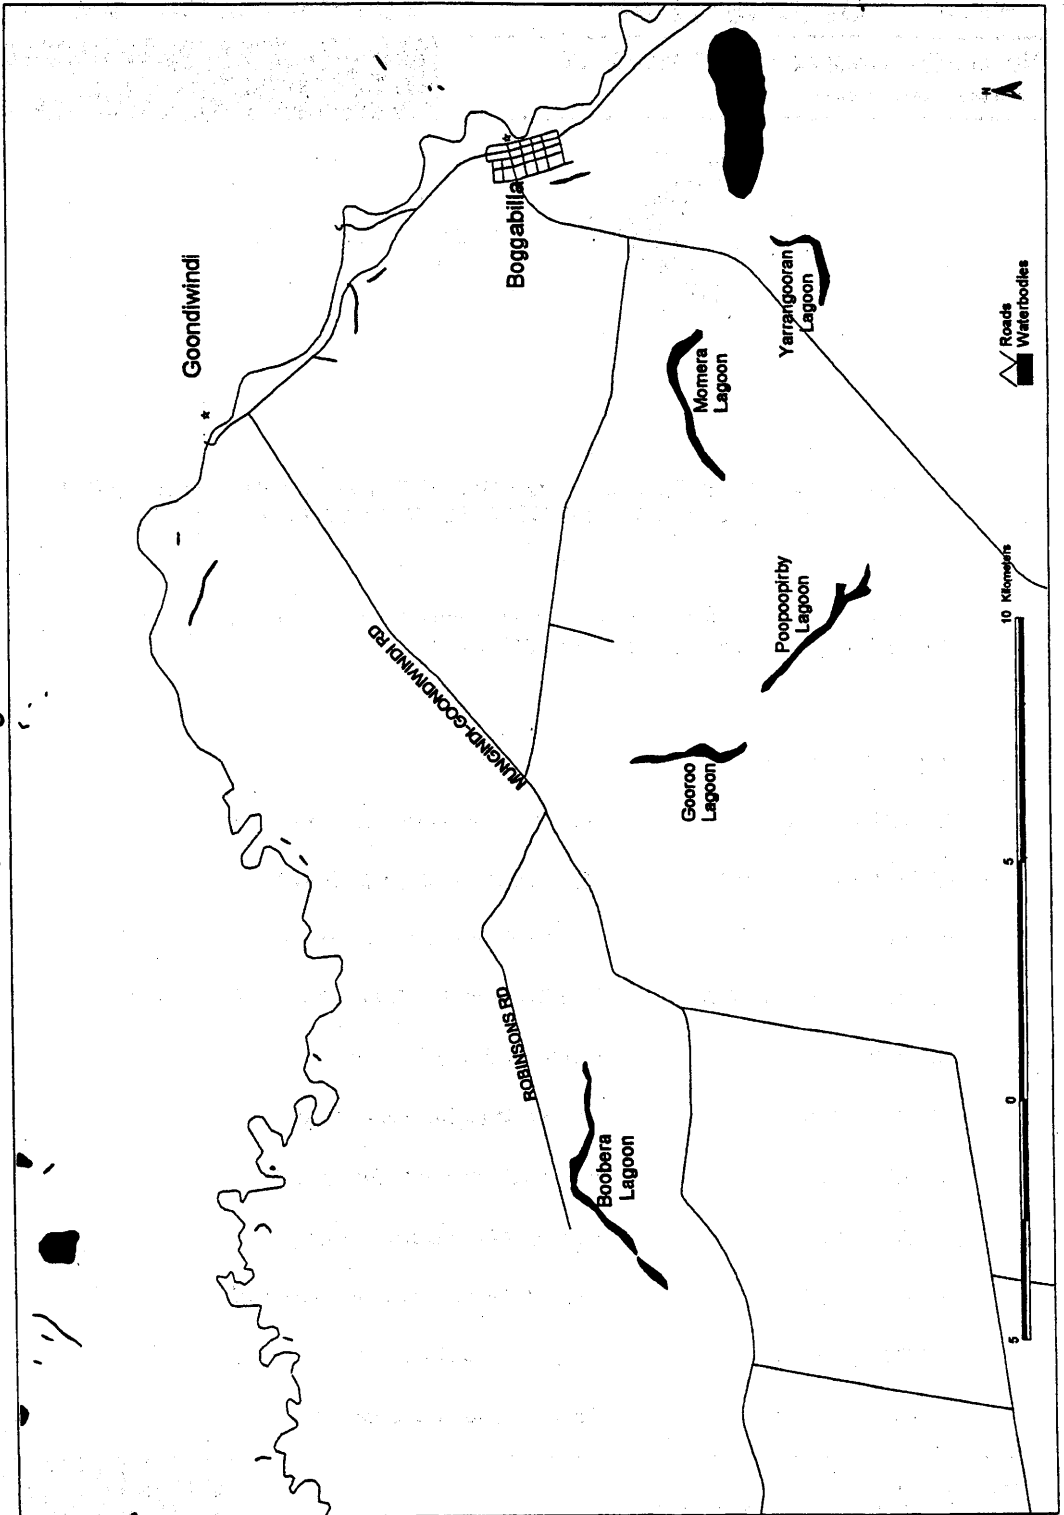 Goondiwindi
Boggabilla
MUNGINDI-GOONDIWINDI RD
ROBINSONS RD
Boobera
Lagoon
Gooroo
Lagoon
Poopoopirby
Lagoon
Momera
Lagoon
Yarrangooran
Lagoon
N
Roads
Waterbodies
5
0
5
10 Kilometers